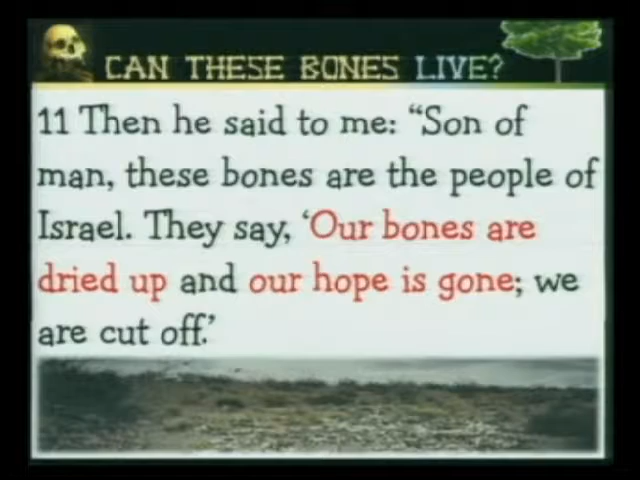 CAN THESE BONES LIVE?
11 Then he said to me: “Son of
man, these bones are the people of
Israel. They say, ‘Our bones are
dried up and our hope is gone; we
are cut off.’